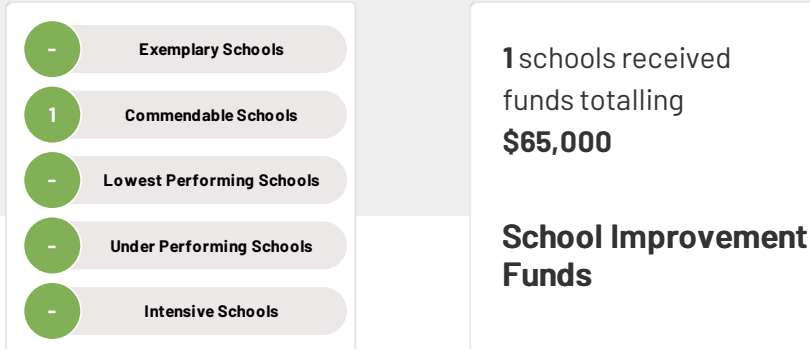 - Exemplary Schools
1 Commendable Schools
- Lowest Performing Schools
- Under Performing Schools
- Intensive Schools
1 schools received
funds totalling
$65,000
School Improvement
Funds